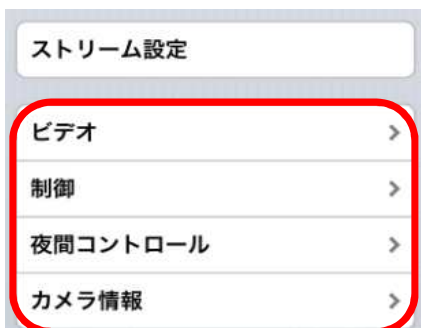 ストリーム設定
ビデオ
制御
夜間コントロール
カメラ情報